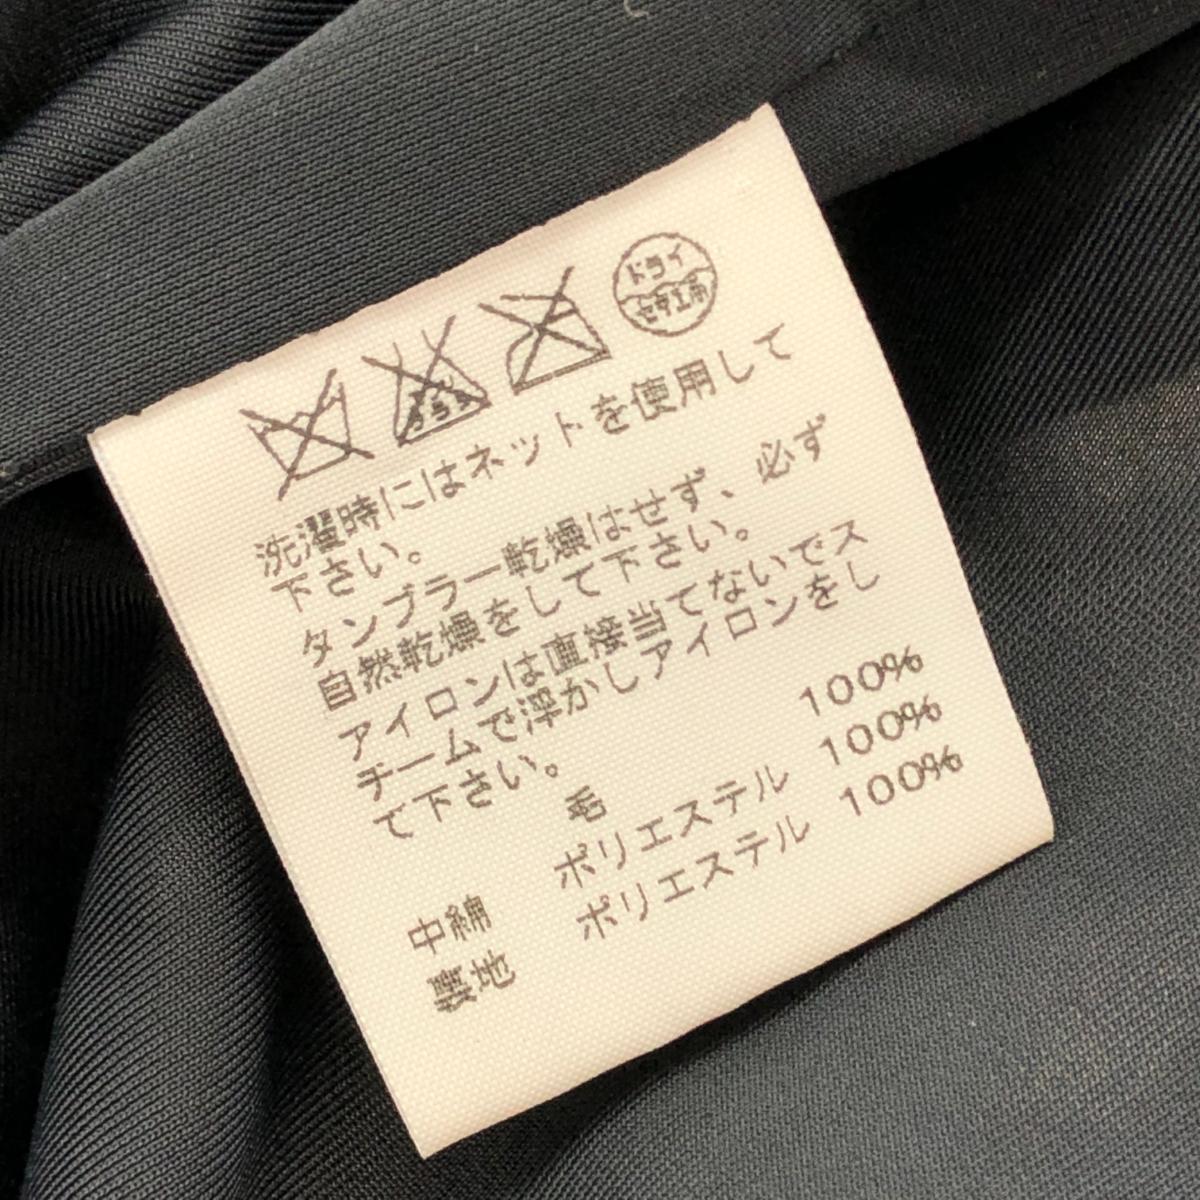 ドライ
セキユ系
洗濯時にはネットを使用して
下さい。
タンブラー乾燥はせず、必ず
自然乾燥をして下さい。
アイロンは直接当てないでス
チームで浮かしアイロンをし
て下さい。
毛 100%
中綿 ポリエステル 100%
裏地 ポリエステル 100%